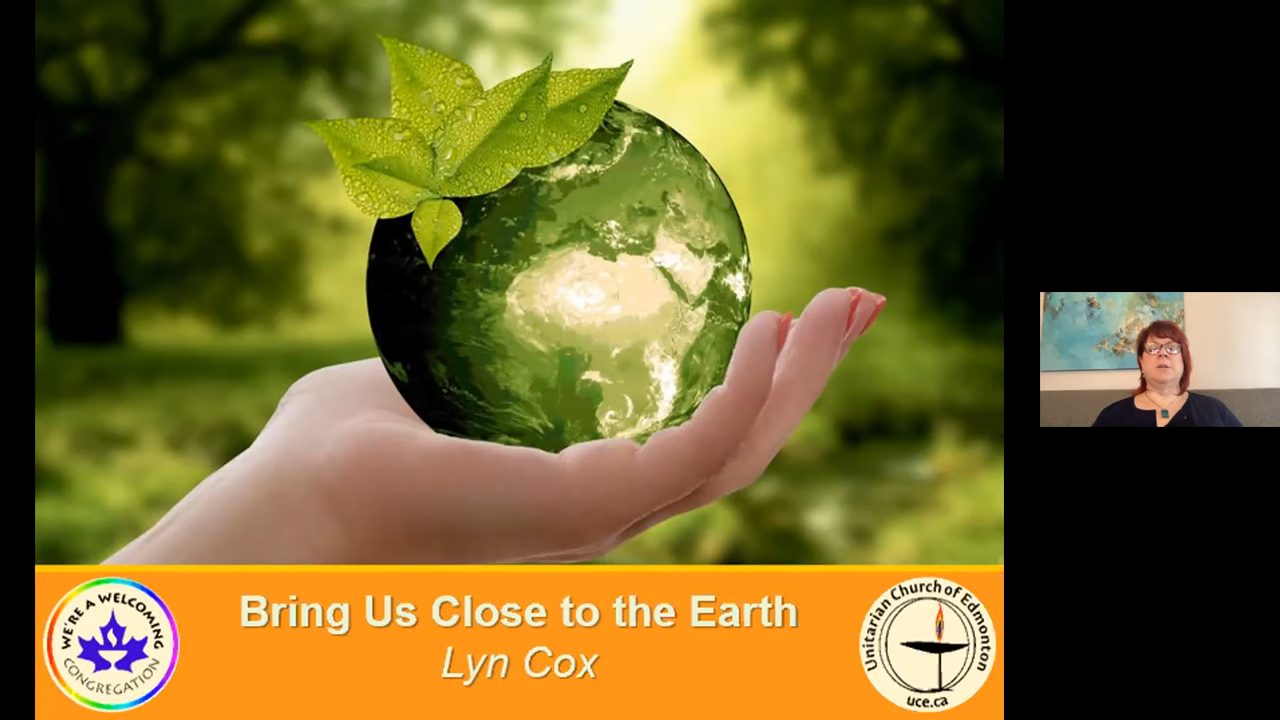 Bring Us Close to the Earth
Lyn Cox
WE'RE A WELCOMING
CONGREGATION
Unitarian Church of Edmonton
uce.ca